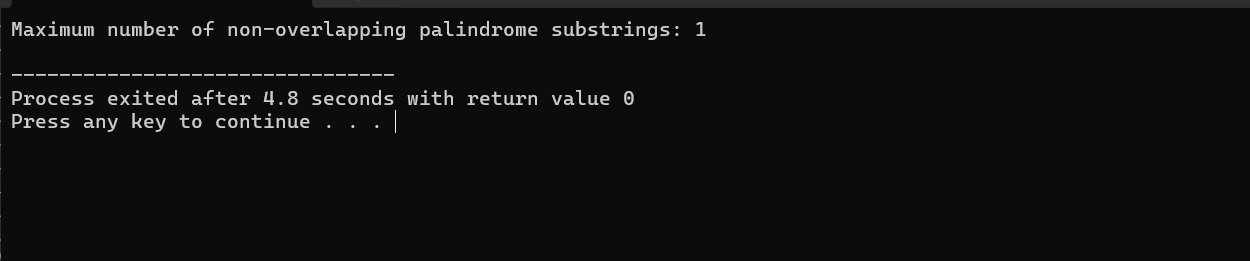 Maximum number of non-overlapping palindrome substrings: 1
--------------------------------
Process exited after 4.8 seconds with return value 0
Press any key to continue . . .